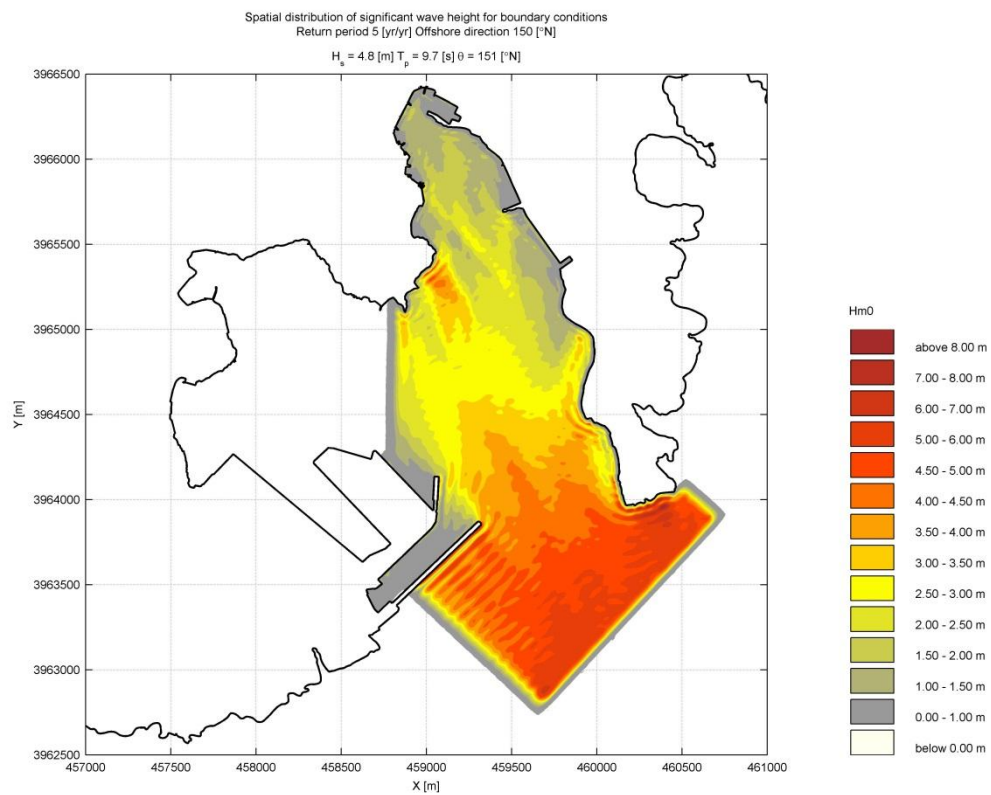 Spatial distribution of significant wave height for boundary conditions
Return period 5 [yr/yr] Offshore direction 150 [°N]
H_s = 4.8 [m] T_p = 9.7 [s] θ = 151 [°N]
3966500
3966000
3965500
3965000
3964500
3964000
3963500
3963000
3962500
Y [m]
457000 457500 458000 458500 459000 459500 460000 460500 461000
X [m]
Hm0
above 8.00 m
7.00 - 8.00 m
6.00 - 7.00 m
5.00 - 6.00 m
4.50 - 5.00 m
4.00 - 4.50 m
3.50 - 4.00 m
3.00 - 3.50 m
2.50 - 3.00 m
2.00 - 2.50 m
1.50 - 2.00 m
1.00 - 1.50 m
0.00 - 1.00 m
below 0.00 m